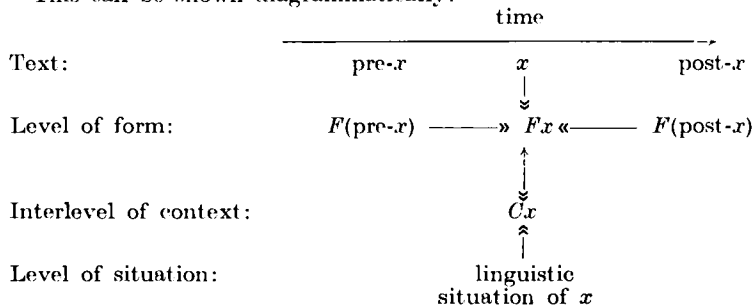 This can be shown diagrammatically:
time
Text: pre-x x post-x
Level of form: F(pre-x) ——» Fx «—— F(post-x)
Interlevel of context: Cx
Level of situation: linguistic
situation of x